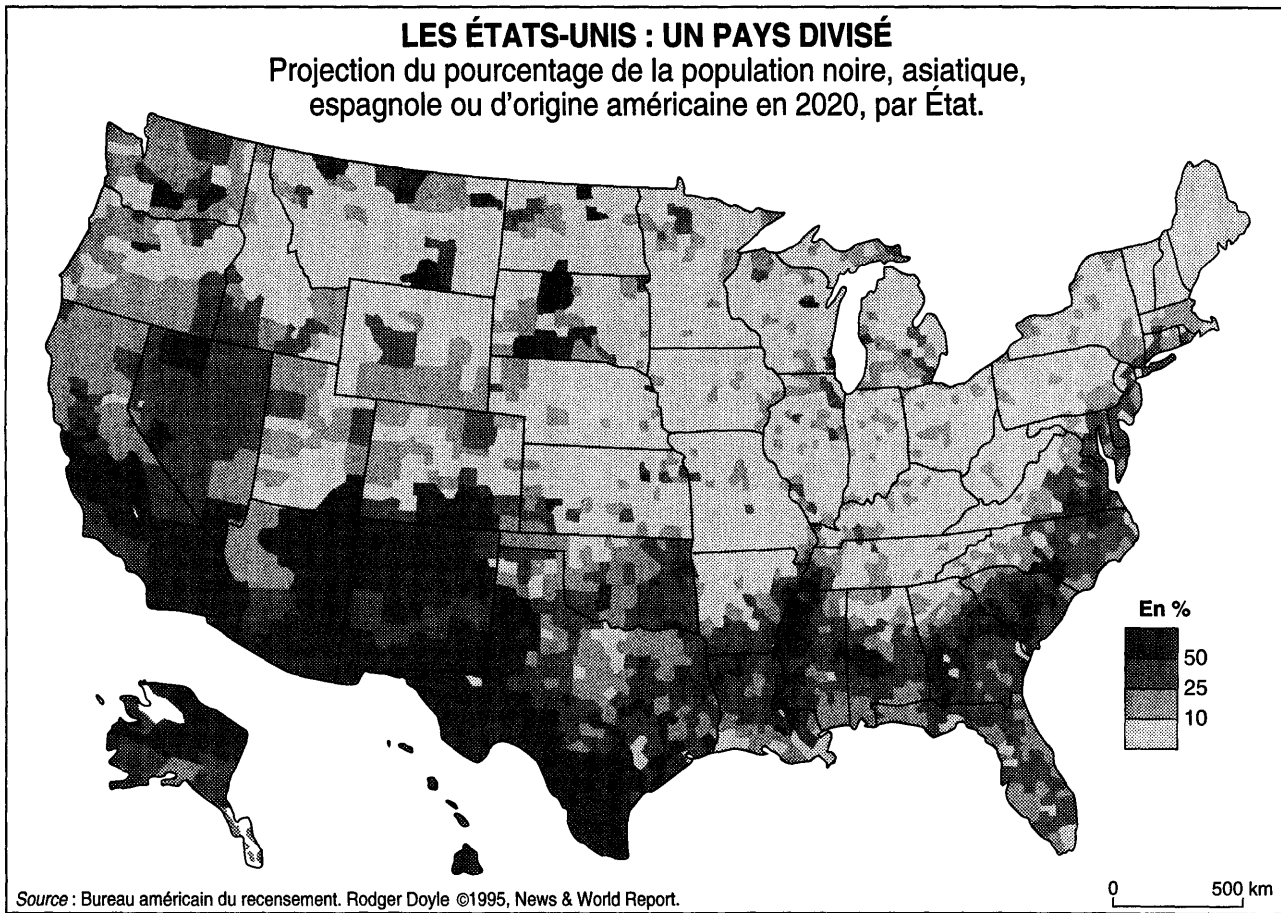 LES ÉTATS-UNIS : UN PAYS DIVISÉ
Projection du pourcentage de la population noire, asiatique,
espagnole ou d'origine américaine en 2020, par État.
En %
50
25
10
0 500 km
Source : Bureau américain du recensement. Rodger Doyle ©1995, News & World Report.